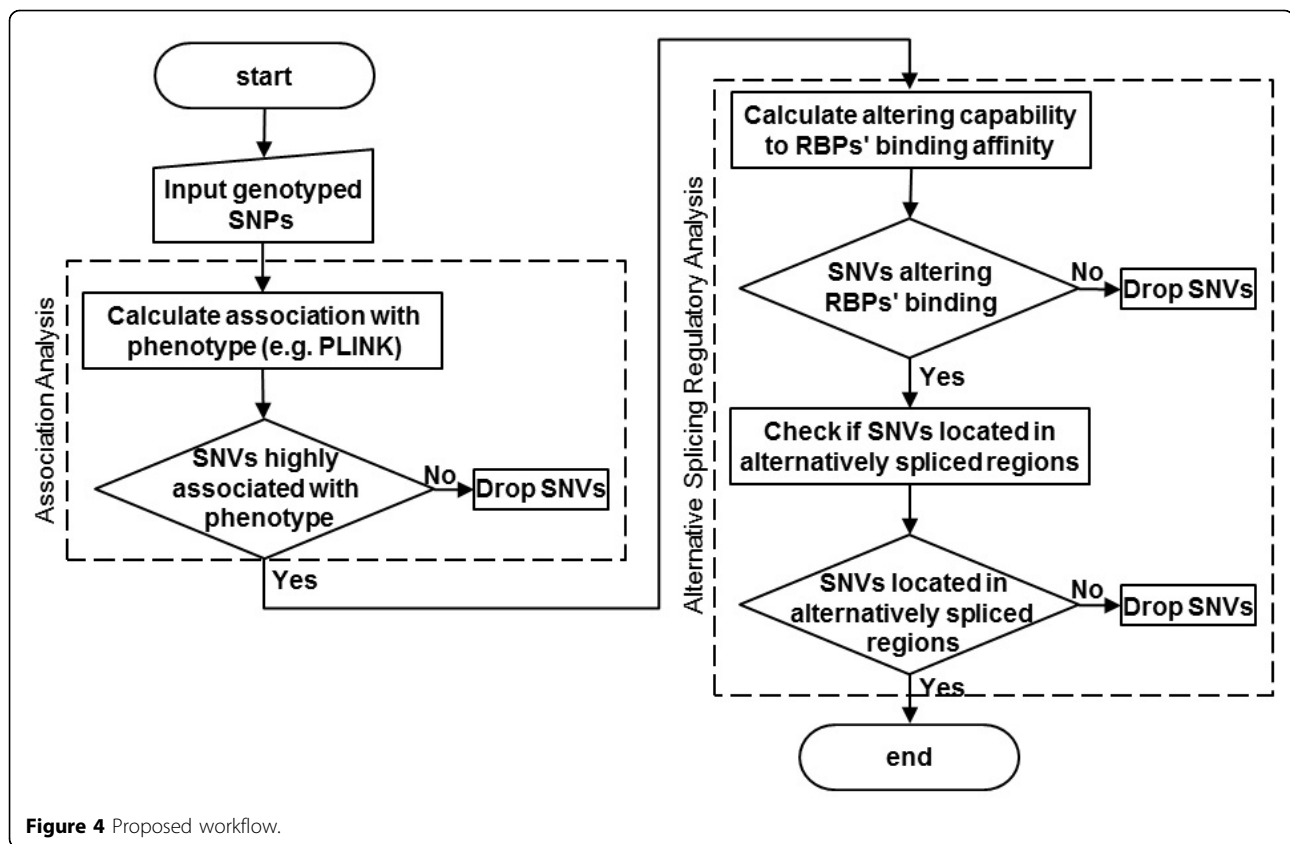 start
Input genotyped
SNPs
Association Analysis
Calculate association with
phenotype (e.g. PLINK)
SNVs highly
associated with
phenotype
No
Drop SNVs
Yes
Alternative Splicing Regulatory Analysis
Calculate altering capability
to RBPs' binding affinity
SNVs altering
RBPs' binding
No
Drop SNVs
Yes
Check if SNVs located in
alternatively spliced regions
SNVs located in
alternatively spliced
regions
No
Drop SNVs
Yes
end
Figure 4 Proposed workflow.